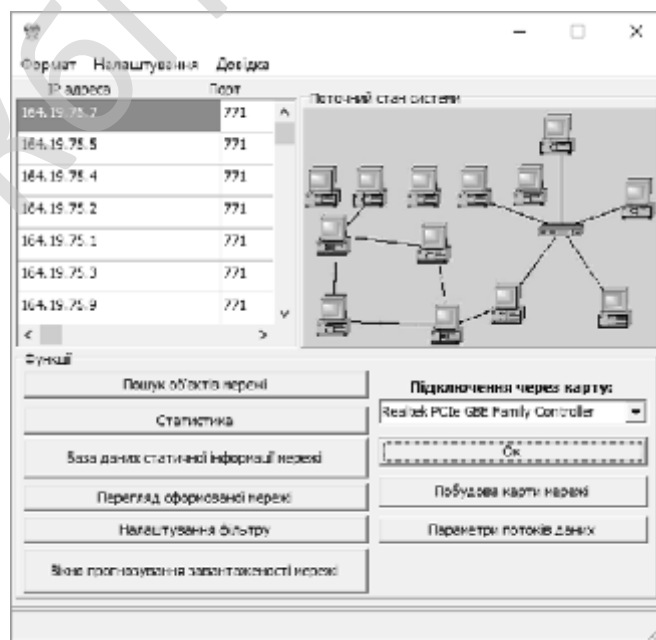 Формат Налаштування Довідка
IP адреса Порт
164.19.75.7 771
164.19.75.5 771
164.19.75.4 771
164.19.75.2 771
164.19.75.1 771
164.19.75.3 771
164.19.75.9 771
Поточний стан системи
Функції
Пошук об'єктів мережі
Статистика
База даних статичної інформації мережі
Перегляд сформованої мережі
Налаштування фільтру
Вікно прогнозування завантаженості мережі
Підключення через карту:
Realtek PCIe GBE Family Controller
Ок
Побудова карти мережі
Параметри потоків даних